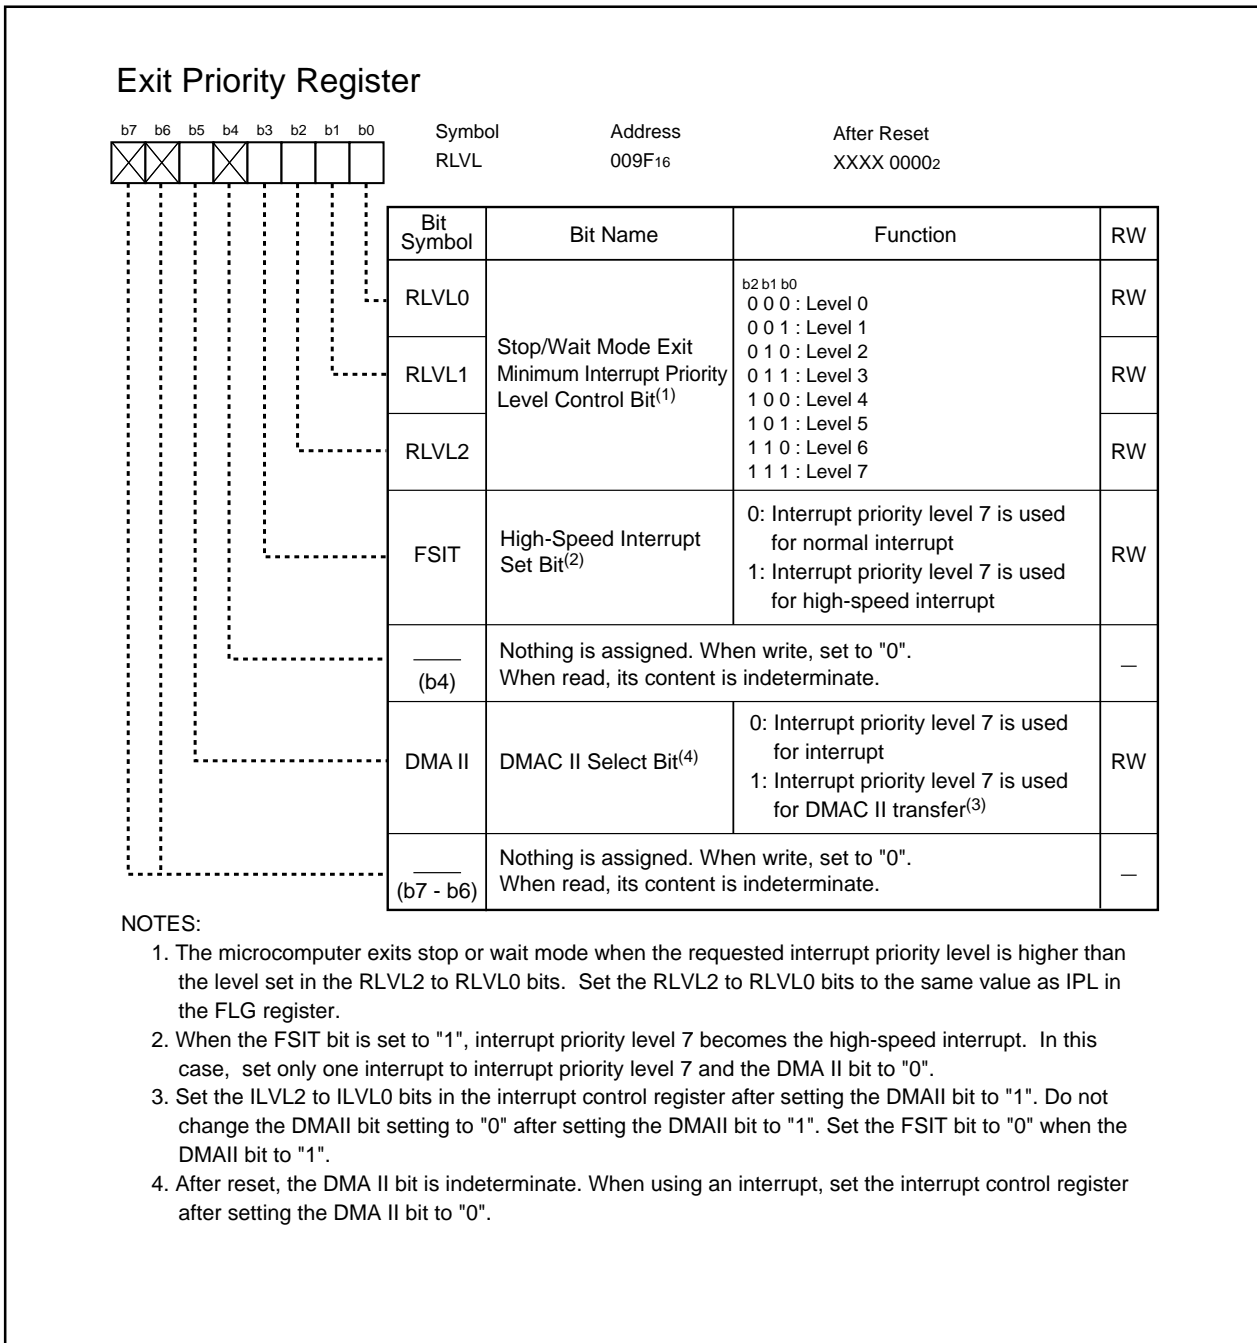 Exit Priority Register
b7 b6 b5 b4 b3 b2 b1 b0
Symbol Address After Reset
RLVL 009F16 XXXX 00002
Bit Symbol Bit Name Function RW
RLVL0 RW
RLVL1 RW
RLVL2 RW
Stop/Wait Mode Exit
Minimum Interrupt Priority
Level Control Bit(1)
b2 b1 b0
0 0 0 : Level 0
0 0 1 : Level 1
0 1 0 : Level 2
0 1 1 : Level 3
1 0 0 : Level 4
1 0 1 : Level 5
1 1 0 : Level 6
1 1 1 : Level 7
FSIT
High-Speed Interrupt
Set Bit(2)
0: Interrupt priority level 7 is used
for normal interrupt
1: Interrupt priority level 7 is used
for high-speed interrupt
RW
(b4)
Nothing is assigned. When write, set to "0".
When read, its content is indeterminate.
—
DMA II
DMAC II Select Bit(4)
0: Interrupt priority level 7 is used
for interrupt
1: Interrupt priority level 7 is used
for DMAC II transfer(3)
RW
(b7 - b6)
Nothing is assigned. When write, set to "0".
When read, its content is indeterminate.
—
NOTES:
1. The microcomputer exits stop or wait mode when the requested interrupt priority level is higher than
the level set in the RLVL2 to RLVL0 bits. Set the RLVL2 to RLVL0 bits to the same value as IPL in
the FLG register.
2. When the FSIT bit is set to "1", interrupt priority level 7 becomes the high-speed interrupt. In this
case, set only one interrupt to interrupt priority level 7 and the DMA II bit to "0".
3. Set the ILVL2 to ILVL0 bits in the interrupt control register after setting the DMAII bit to "1". Do not
change the DMAII bit setting to "0" after setting the DMAII bit to "1". Set the FSIT bit to "0" when the
DMAII bit to "1".
4. After reset, the DMA II bit is indeterminate. When using an interrupt, set the interrupt control register
after setting the DMA II bit to "0".